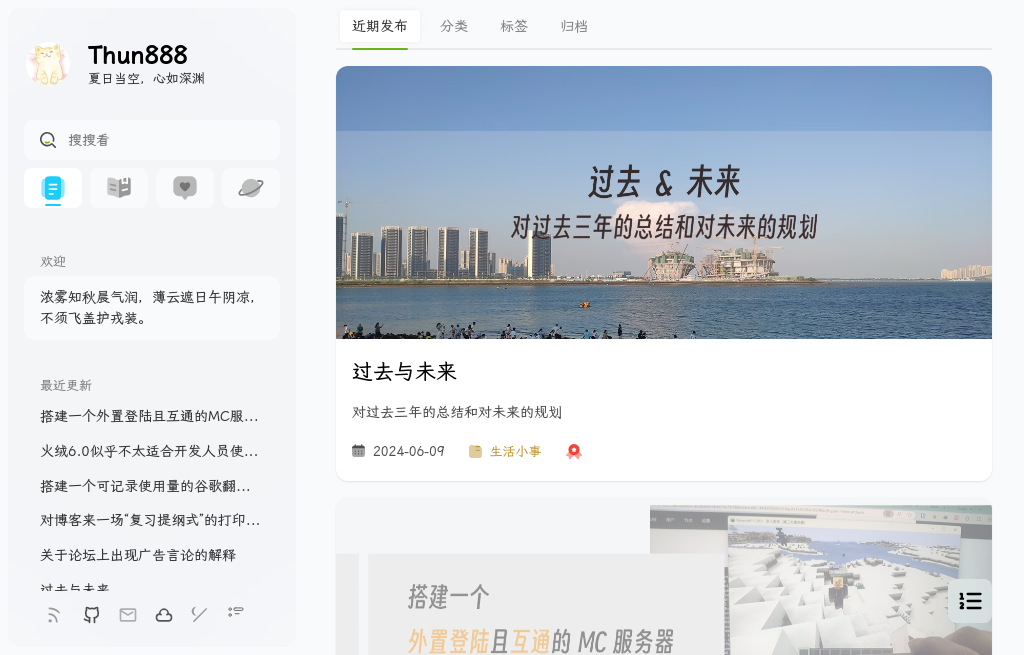 Thun888
夏日当空，心如深渊
搜搜看
欢迎
浓雾知秋晨气润，薄云遮日午阴凉，
不须飞盖护戎装。
最近更新
搭建一个外置登陆且互通的MC服...
火绒6.0似乎不太适合开发人员使...
搭建一个可记录使用量的谷歌翻...
对博客来一场“复习提纲式”的打印...
关于论坛上出现广告言论的解释
过去与未来
近期发布 分类 标签 归档
过去 & 未来
对过去三年的总结和对未来的规划
过去与未来
对过去三年的总结和对未来的规划
2024-06-09 生活小事
搭建一个
外置登陆且互通的 MC 服务器